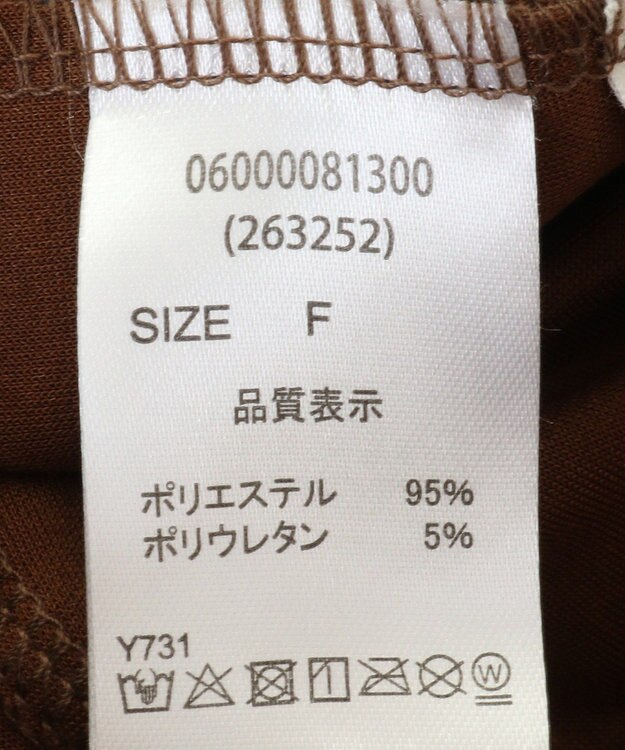 06000081300
(263252)
SIZE F
品質表示
ポリエステル 95%
ポリウレタン 5%
Y731
W